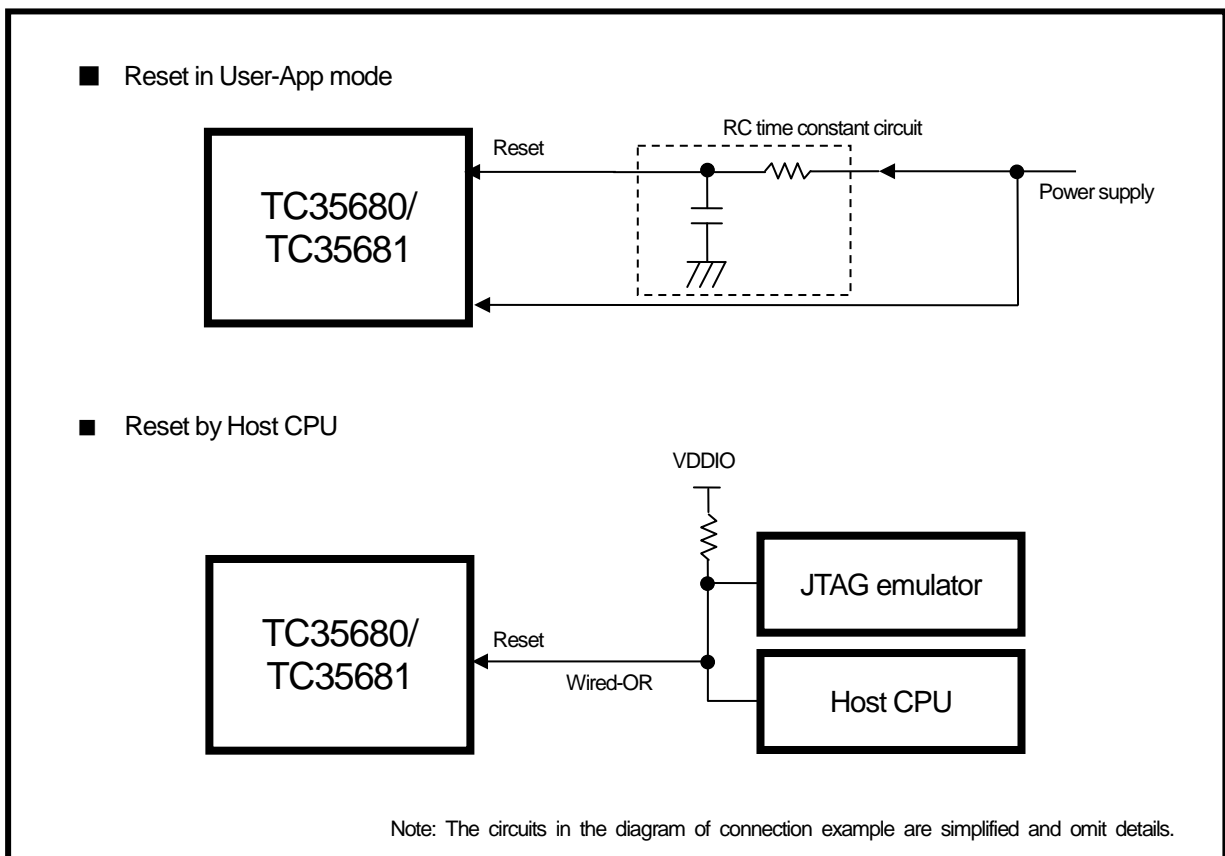 ■ Reset in User-App mode
RC time constant circuit
Reset
Power supply
TC35680/
TC35681
■ Reset by Host CPU
VDDIO
JTAG emulator
TC35680/
TC35681
Reset
Wired-OR
Host CPU
Note: The circuits in the diagram of connection example are simplified and omit details.